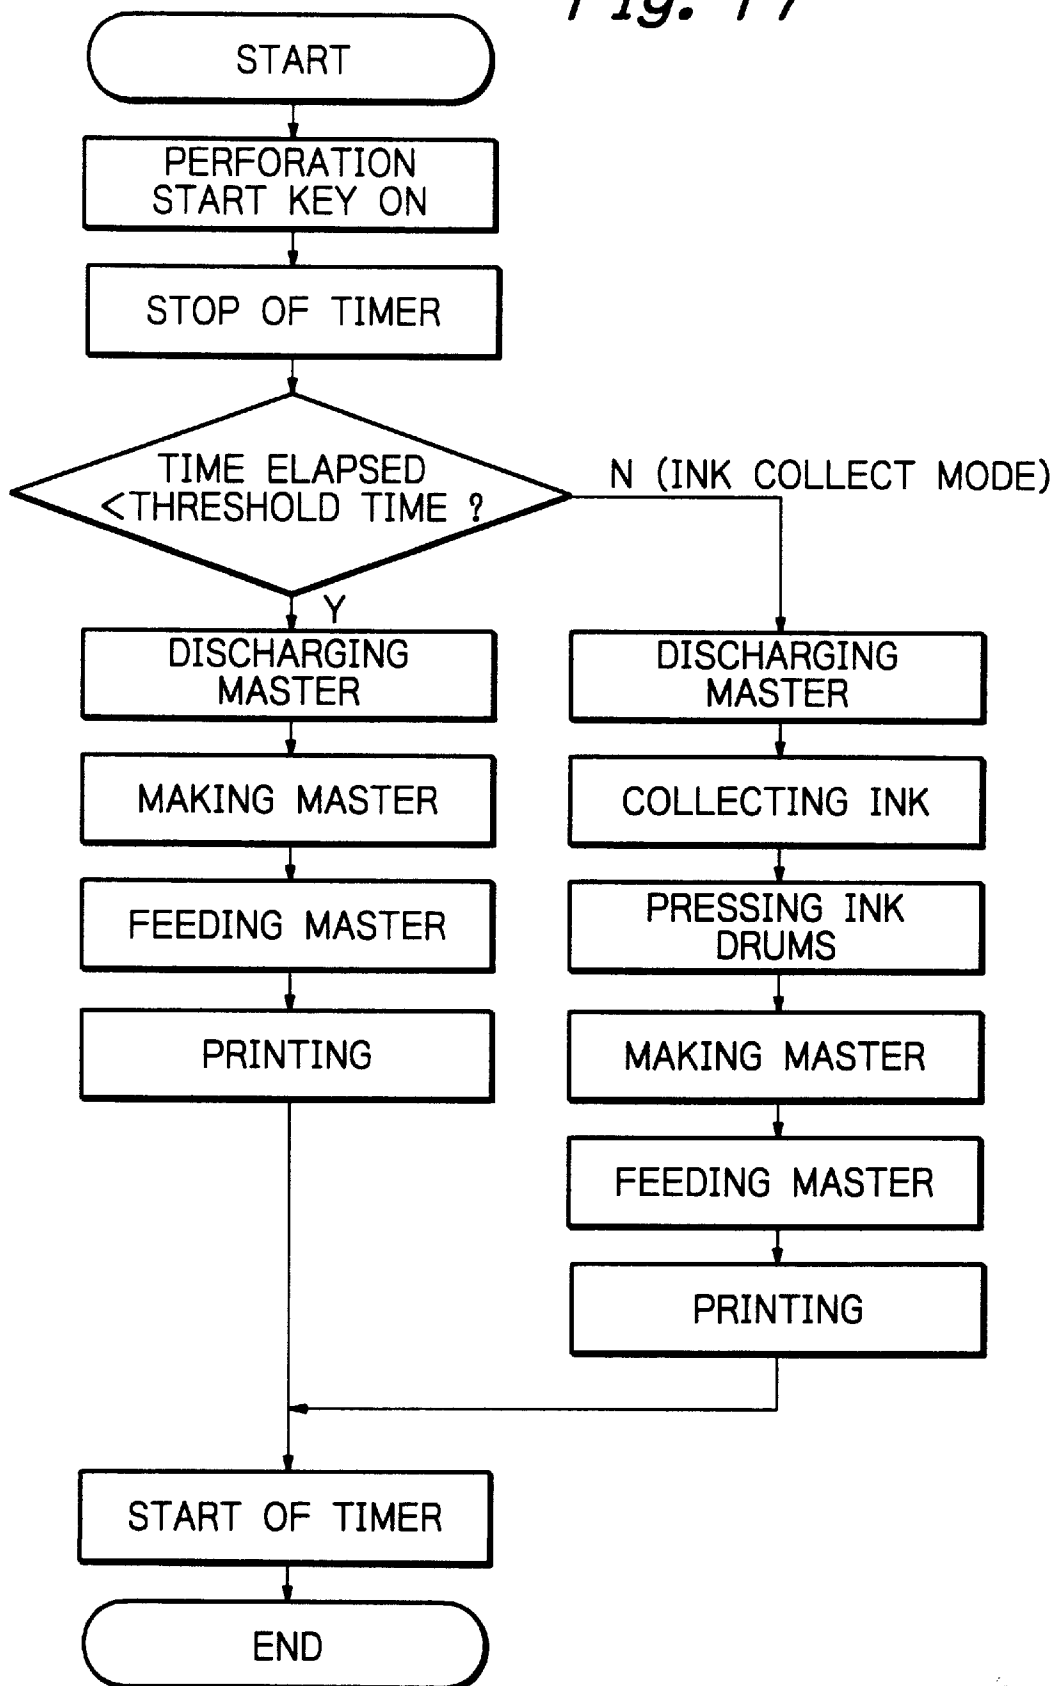 Fig. 17
START
PERFORATION
START KEY ON
STOP OF TIMER
TIME ELAPSED
<THRESHOLD TIME ?
N (INK COLLECT MODE)
Y
DISCHARGING
MASTER
MAKING MASTER
FEEDING MASTER
PRINTING
DISCHARGING
MASTER
COLLECTING INK
PRESSING INK
DRUMS
MAKING MASTER
FEEDING MASTER
PRINTING
START OF TIMER
END